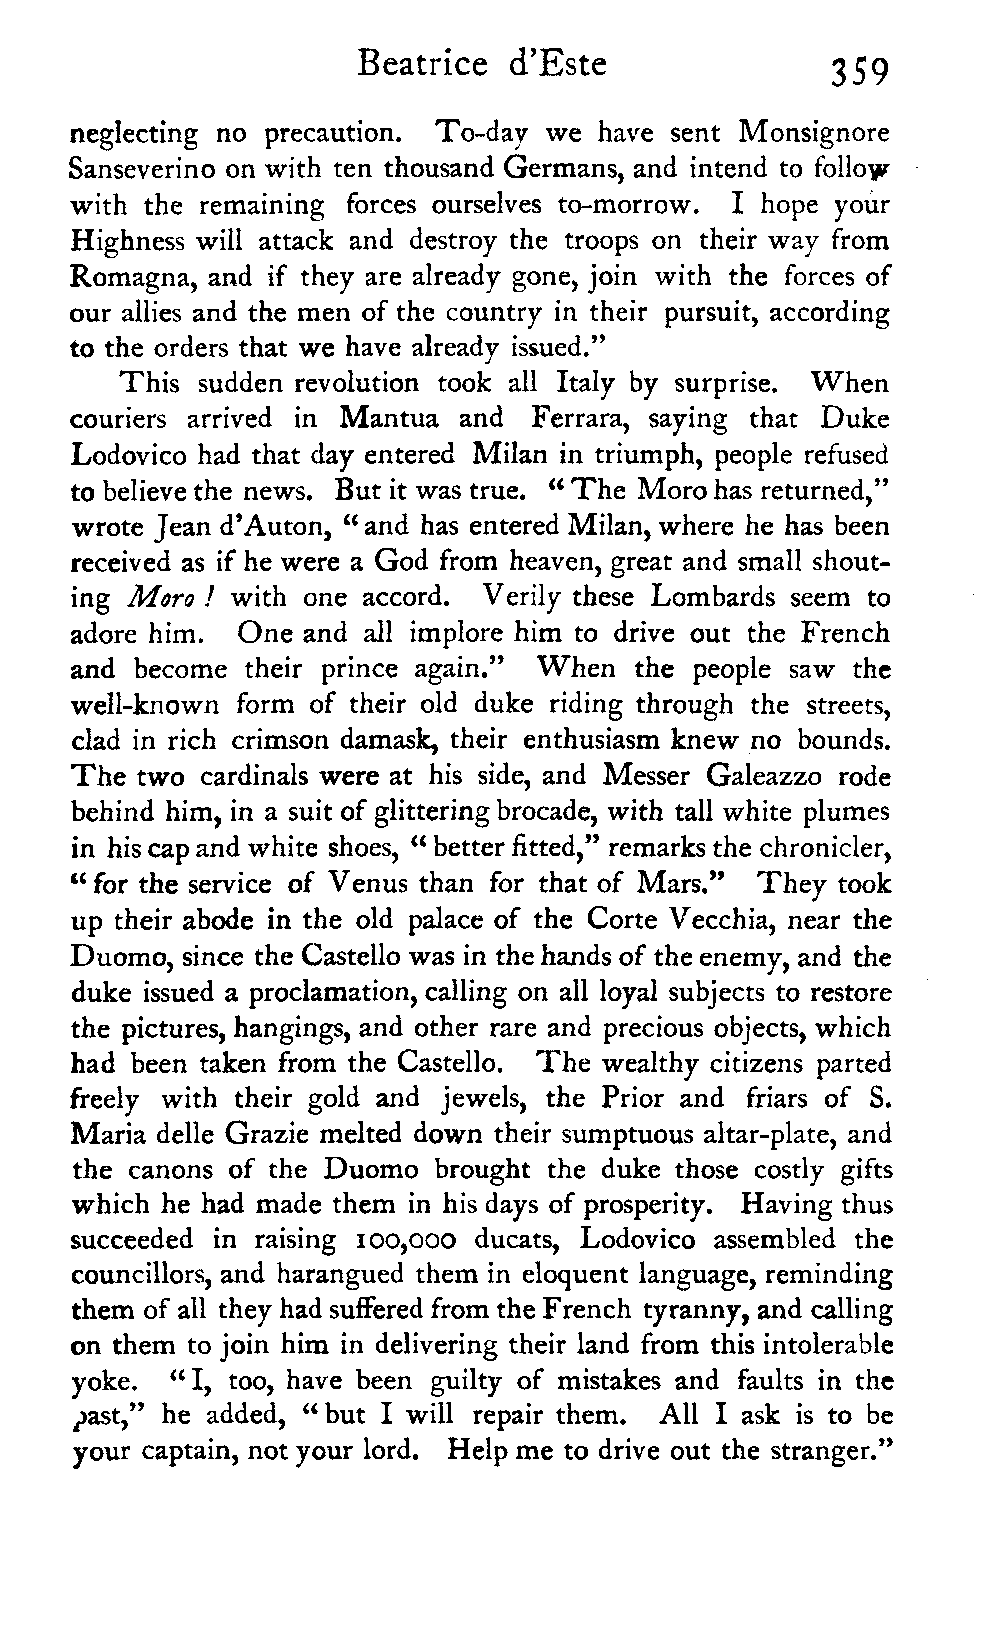 Beatrice d'Este 359
neglecting no precaution. To-day we have sent Monsignore
Sanseverino on with ten thousand Germans, and intend to follow
with the remaining forces ourselves to-morrow. I hope your
Highness will attack and destroy the troops on their way from
Romagna, and if they are already gone, join with the forces of
our allies and the men of the country in their pursuit, according
to the orders that we have already issued."
This sudden revolution took all Italy by surprise. When
couriers arrived in Mantua and Ferrara, saying that Duke
Lodovico had that day entered Milan in triumph, people refused
to believe the news. But it was true. "The Moro has returned,"
wrote Jean d'Auton, "and has entered Milan, where he has been
received as if he were a God from heaven, great and small shout-
ing Moro! with one accord. Verily these Lombards seem to
adore him. One and all implore him to drive out the French
and become their prince again." When the people saw the
well-known form of their old duke riding through the streets,
clad in rich crimson damask, their enthusiasm knew no bounds.
The two cardinals were at his side, and Messer Galeazzo rode
behind him, in a suit of glittering brocade, with tall white plumes
in his cap and white shoes, "better fitted," remarks the chronicler,
"for the service of Venus than for that of Mars." They took
up their abode in the old palace of the Corte Vecchia, near the
Duomo, since the Castello was in the hands of the enemy, and the
duke issued a proclamation, calling on all loyal subjects to restore
the pictures, hangings, and other rare and precious objects, which
had been taken from the Castello. The wealthy citizens parted
freely with their gold and jewels, the Prior and friars of S.
Maria delle Grazie melted down their sumptuous altar-plate, and
the canons of the Duomo brought the duke those costly gifts
which he had made them in his days of prosperity. Having thus
succeeded in raising 100,000 ducats, Lodovico assembled the
councillors, and harangued them in eloquent language, reminding
them of all they had suffered from the French tyranny, and calling
on them to join him in delivering their land from this intolerable
yoke. "I, too, have been guilty of mistakes and faults in the
past," he added, "but I will repair them. All I ask is to be
your captain, not your lord. Help me to drive out the stranger."